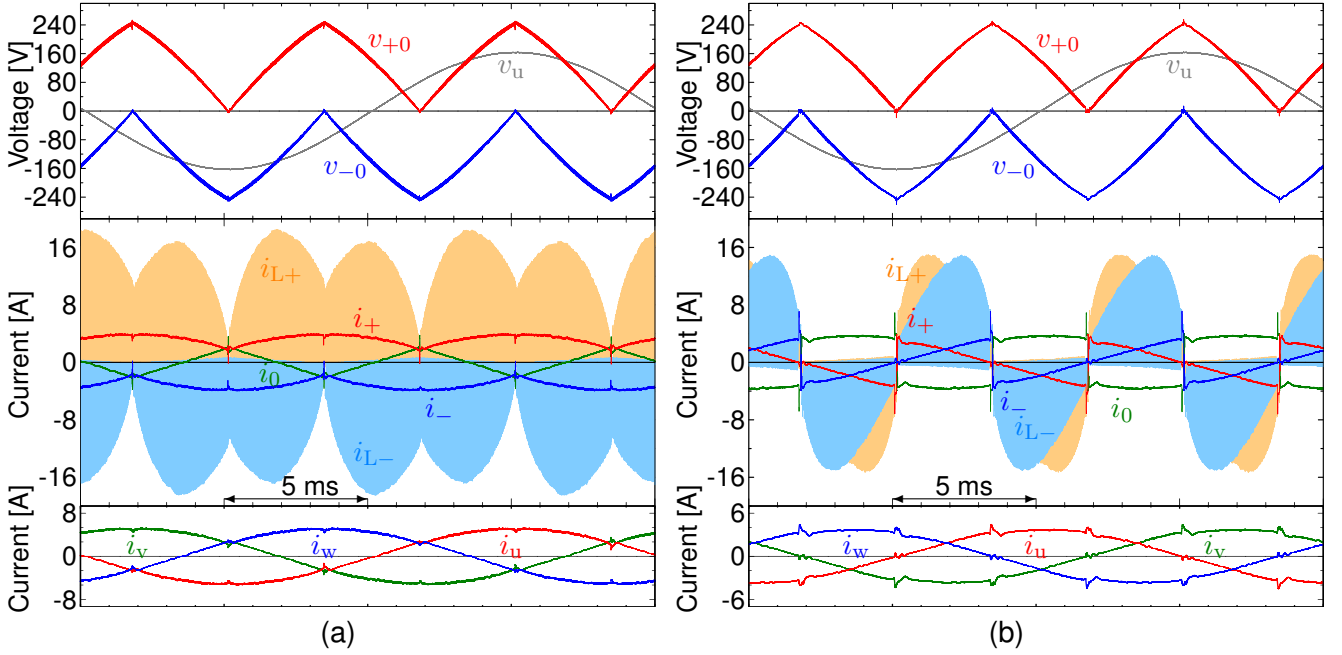 Voltage [V]
240
160
80
0
-80
-160
-240
v+0
vu
v−0
Current [A]
16
8
0
-8
-16
iL+
i+
i0
i−
iL−
5 ms
Current [A]
8
0
-8
iv
iw
iu
(a)
Voltage [V]
240
160
80
0
-80
-160
-240
v+0
vu
v−0
Current [A]
16
8
0
-8
-16
iL+
i+
i−
i0
iL−
5 ms
Current [A]
6
0
-6
iw
iu
iv
(b)